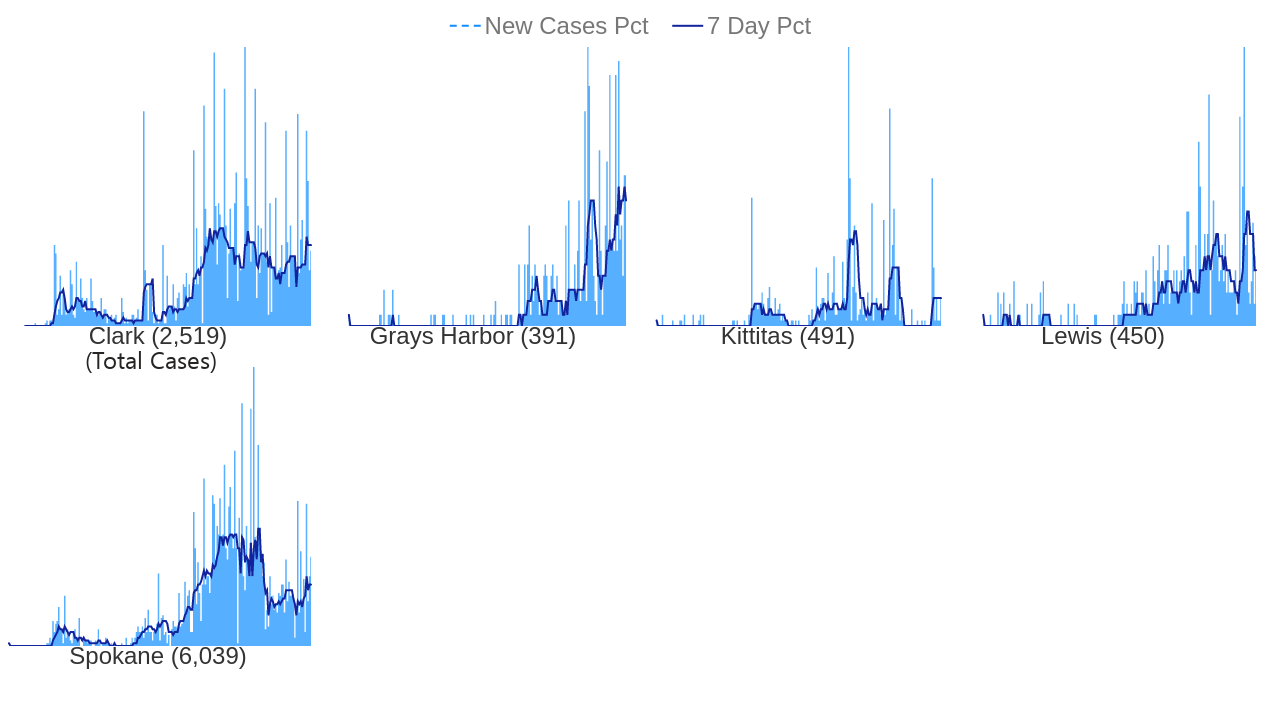 New Cases Pct 7 Day Pct
Clark (2,519) Grays Harbor (391) Kittitas (491) Lewis (450)
(Total Cases)
Spokane (6,039)